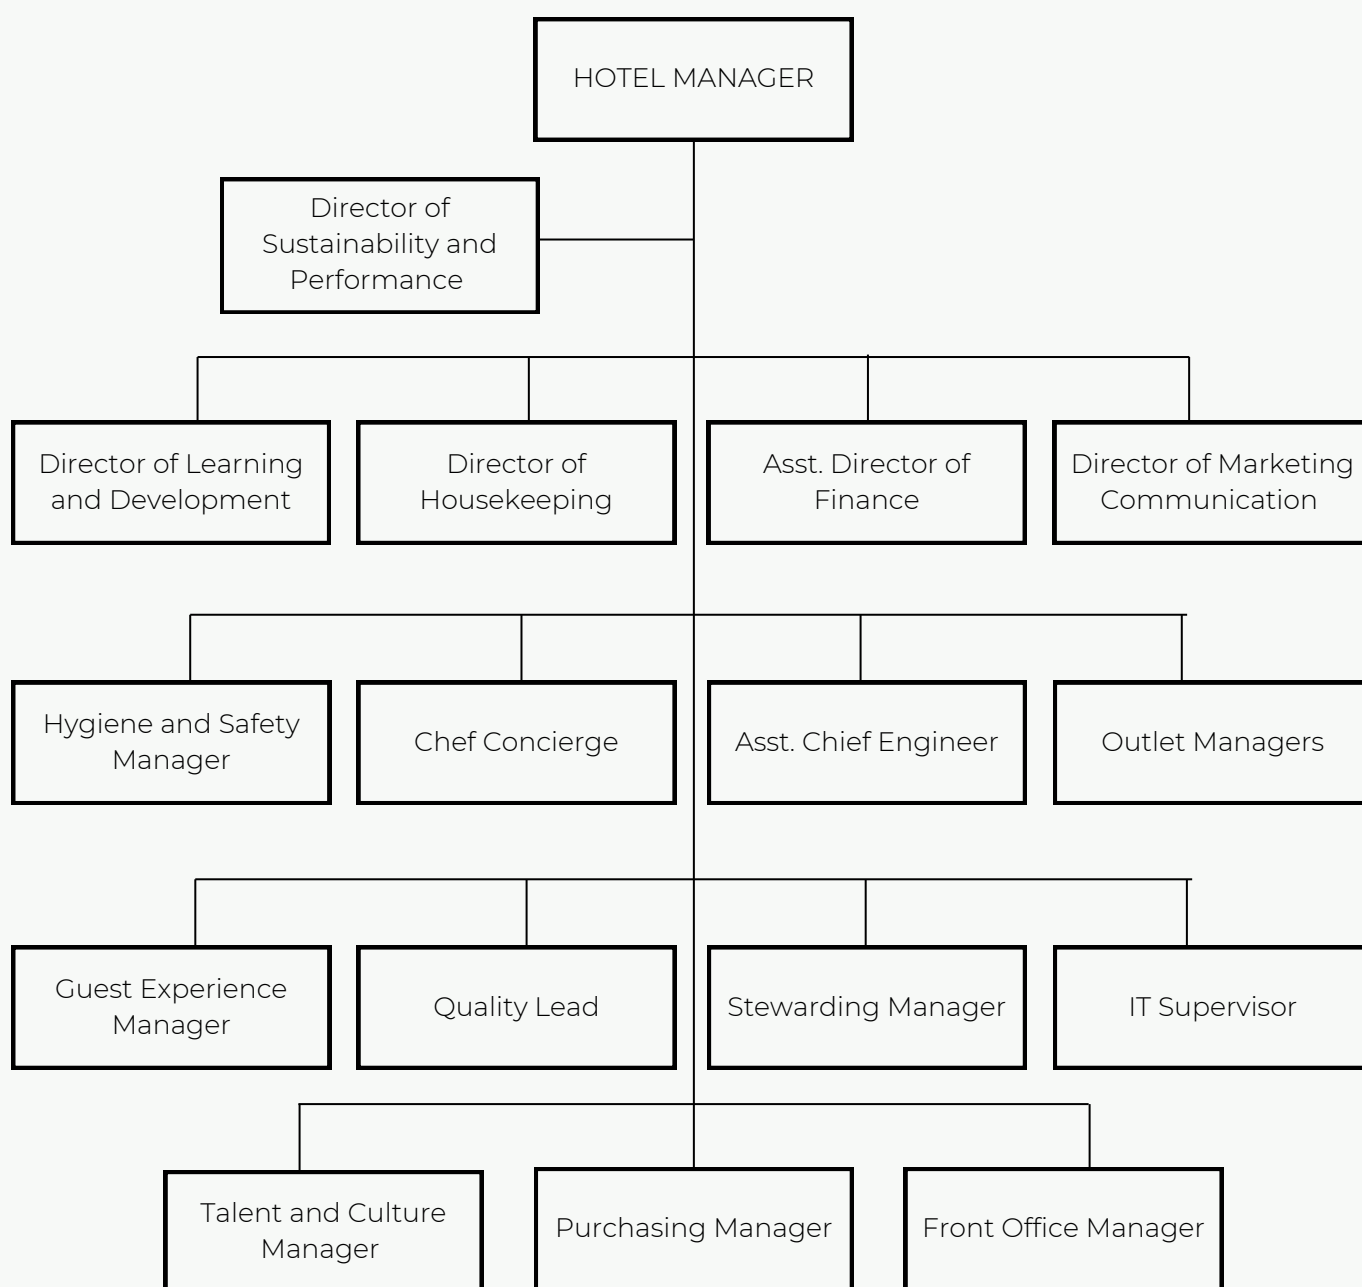 HOTEL MANAGER
Director of
Sustainability and
Performance
Director of Learning
and Development
Director of
Housekeeping
Asst. Director of
Finance
Director of Marketing
Communication
Hygiene and Safety
Manager
Chef Concierge
Asst. Chief Engineer
Outlet Managers
Guest Experience
Manager
Quality Lead
Stewarding Manager
IT Supervisor
Talent and Culture
Manager
Purchasing Manager
Front Office Manager